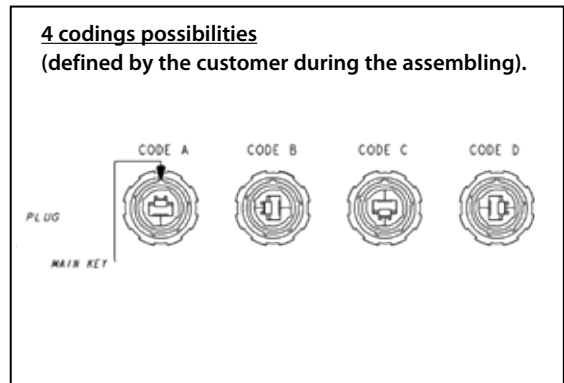 4 codings possibilities
(defined by the customer during the assembling).
CODE A CODE B CODE C CODE D
PLUG
MAIN KEY